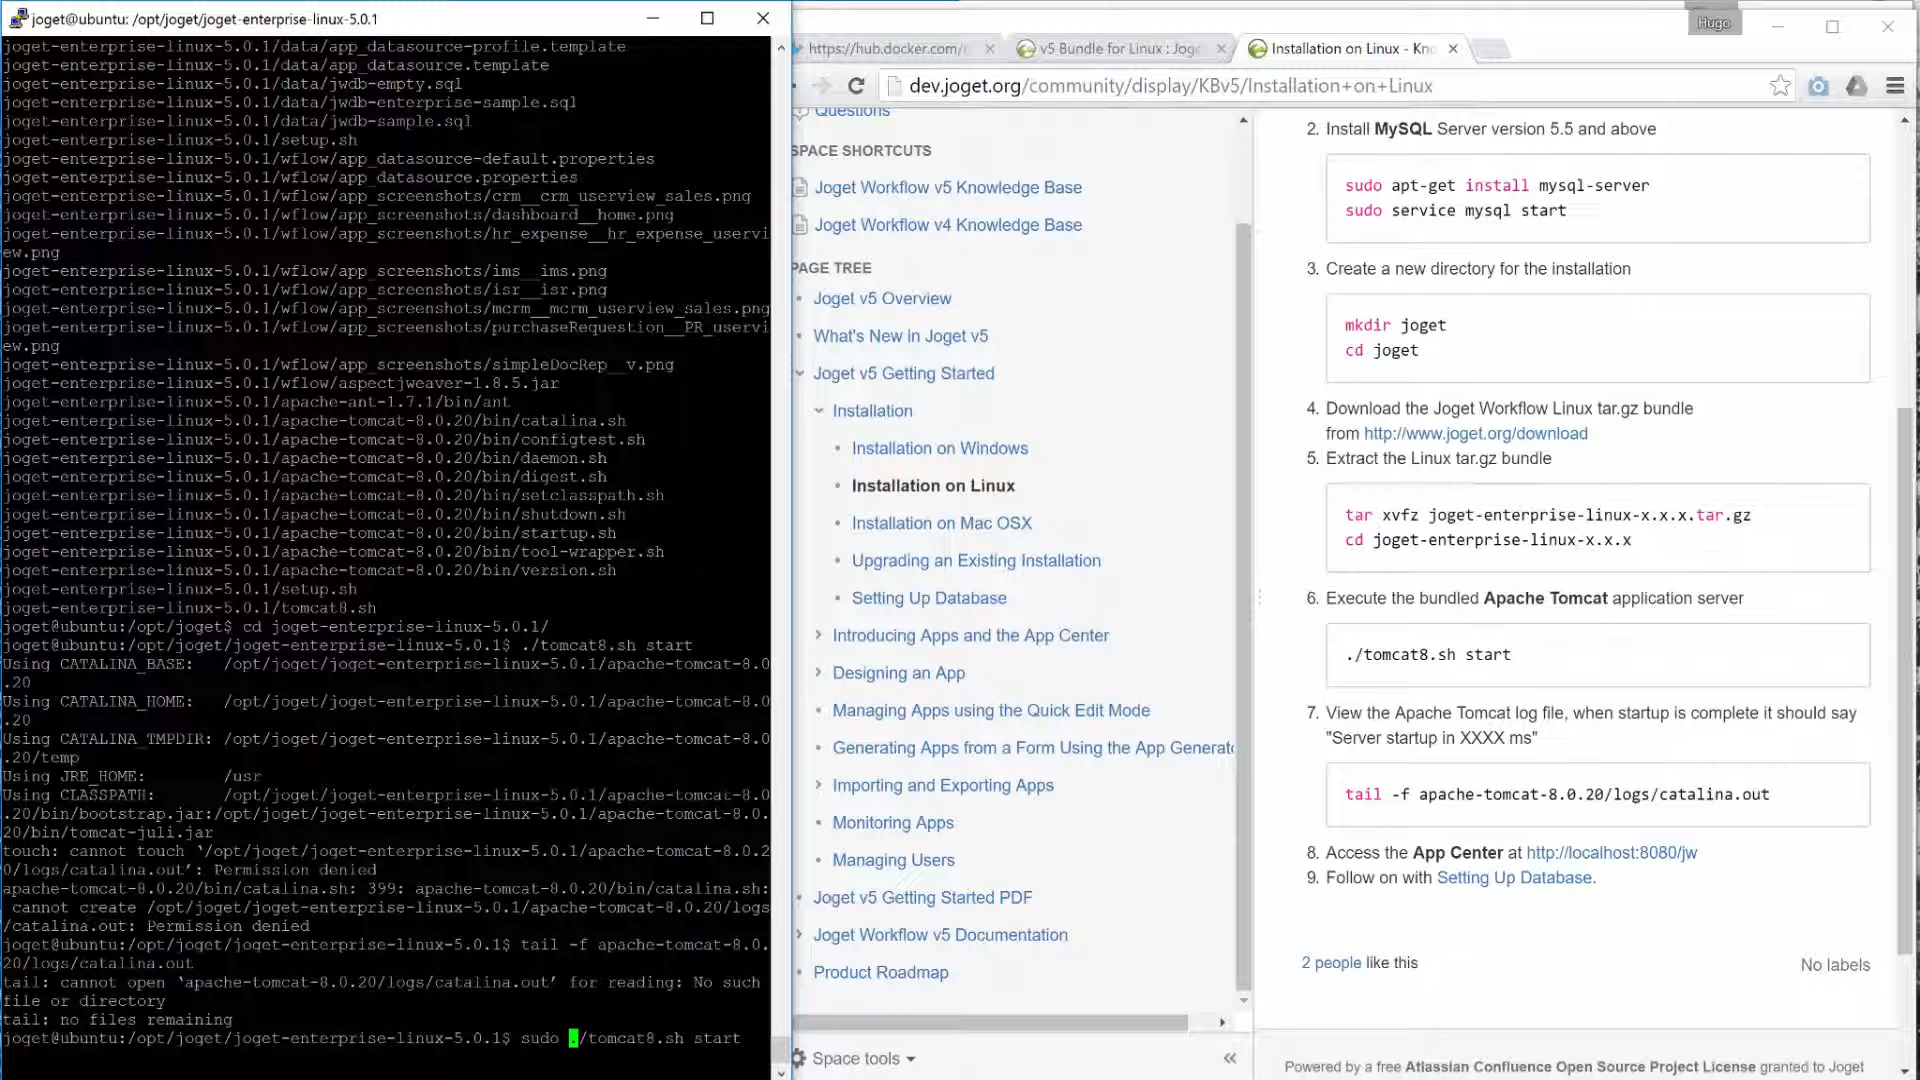 joget@ubuntu: /opt/joget/joget-enterprise-linux-5.0.1
joget-enterprise-linux-5.0.1/data/app_datasource-profile.template
joget-enterprise-linux-5.0.1/data/app_datasource.template
joget-enterprise-linux-5.0.1/data/jwdb-empty.sql
joget-enterprise-linux-5.0.1/data/jwdb-enterprise-sample.sql
joget-enterprise-linux-5.0.1/data/jwdb-sample.sql
joget-enterprise-linux-5.0.1/setup.sh
joget-enterprise-linux-5.0.1/wflow/app_datasource-default.properties
joget-enterprise-linux-5.0.1/wflow/app_datasource.properties
joget-enterprise-linux-5.0.1/wflow/app_screenshots/crm__crm_userview_sales.png
joget-enterprise-linux-5.0.1/wflow/app_screenshots/dashboard__home.png
joget-enterprise-linux-5.0.1/wflow/app_screenshots/hr_expense__hr_expense_uservi
ew.png
joget-enterprise-linux-5.0.1/wflow/app_screenshots/ims__ims.png
joget-enterprise-linux-5.0.1/wflow/app_screenshots/isr__isr.png
joget-enterprise-linux-5.0.1/wflow/app_screenshots/mcrm__mcrm_userview_sales.png
joget-enterprise-linux-5.0.1/wflow/app_screenshots/purchaseRequestion__PR_uservi
ew.png
joget-enterprise-linux-5.0.1/wflow/app_screenshots/simpleDocRep__v.png
joget-enterprise-linux-5.0.1/wflow/aspectjweaver-1.8.5.jar
joget-enterprise-linux-5.0.1/apache-ant-1.7.1/bin/ant
joget-enterprise-linux-5.0.1/apache-tomcat-8.0.20/bin/catalina.sh
joget-enterprise-linux-5.0.1/apache-tomcat-8.0.20/bin/configtest.sh
joget-enterprise-linux-5.0.1/apache-tomcat-8.0.20/bin/daemon.sh
joget-enterprise-linux-5.0.1/apache-tomcat-8.0.20/bin/digest.sh
joget-enterprise-linux-5.0.1/apache-tomcat-8.0.20/bin/setclasspath.sh
joget-enterprise-linux-5.0.1/apache-tomcat-8.0.20/bin/shutdown.sh
joget-enterprise-linux-5.0.1/apache-tomcat-8.0.20/bin/startup.sh
joget-enterprise-linux-5.0.1/apache-tomcat-8.0.20/bin/tool-wrapper.sh
joget-enterprise-linux-5.0.1/apache-tomcat-8.0.20/bin/version.sh
joget-enterprise-linux-5.0.1/setup.sh
joget-enterprise-linux-5.0.1/tomcat8.sh
joget@ubuntu:/opt/joget$ cd joget-enterprise-linux-5.0.1/
joget@ubuntu:/opt/joget/joget-enterprise-linux-5.0.1$ ./tomcat8.sh start
Using CATALINA_BASE:   /opt/joget/joget-enterprise-linux-5.0.1/apache-tomcat-8.0
.20
Using CATALINA_HOME:   /opt/joget/joget-enterprise-linux-5.0.1/apache-tomcat-8.0
.20
Using CATALINA_TMPDIR: /opt/joget/joget-enterprise-linux-5.0.1/apache-tomcat-8.0
.20/temp
Using JRE_HOME:        /usr
Using CLASSPATH:       /opt/joget/joget-enterprise-linux-5.0.1/apache-tomcat-8.0
.20/bin/bootstrap.jar:/opt/joget/joget-enterprise-linux-5.0.1/apache-tomcat-8.0.
20/bin/tomcat-juli.jar
touch: cannot touch ‘/opt/joget/joget-enterprise-linux-5.0.1/apache-tomcat-8.0.2
0/logs/catalina.out’: Permission denied
apache-tomcat-8.0.20/bin/catalina.sh: 399: apache-tomcat-8.0.20/bin/catalina.sh:
cannot create /opt/joget/joget-enterprise-linux-5.0.1/apache-tomcat-8.0.20/logs
/catalina.out: Permission denied
joget@ubuntu:/opt/joget/joget-enterprise-linux-5.0.1$ tail -f apache-tomcat-8.0.
20/logs/catalina.out
tail: cannot open ‘apache-tomcat-8.0.20/logs/catalina.out’ for reading: No such
file or directory
tail: no files remaining
joget@ubuntu:/opt/joget/joget-enterprise-linux-5.0.1$ sudo ./tomcat8.sh start
Hugo
https://hub.docker.com/
v5 Bundle for Linux : Jog
Installation on Linux - Kn
dev.joget.org/community/display/KBv5/Installation+on+Linux
Questions
SPACE SHORTCUTS
Joget Workflow v5 Knowledge Base
Joget Workflow v4 Knowledge Base
PAGE TREE
Joget v5 Overview
What's New in Joget v5
Joget v5 Getting Started
Installation
Installation on Windows
Installation on Linux
Installation on Mac OSX
Upgrading an Existing Installation
Setting Up Database
Introducing Apps and the App Center
Designing an App
Managing Apps using the Quick Edit Mode
Generating Apps from a Form Using the App Generato
Importing and Exporting Apps
Monitoring Apps
Managing Users
Joget v5 Getting Started PDF
Joget Workflow v5 Documentation
Product Roadmap
Space tools
2. Install MySQL Server version 5.5 and above
sudo apt-get install mysql-server
sudo service mysql start
3. Create a new directory for the installation
mkdir joget
cd joget
4. Download the Joget Workflow Linux tar.gz bundle
from http://www.joget.org/download
5. Extract the Linux tar.gz bundle
tar xvfz joget-enterprise-linux-x.x.x.tar.gz
cd joget-enterprise-linux-x.x.x
6. Execute the bundled Apache Tomcat application server
./tomcat8.sh start
7. View the Apache Tomcat log file, when startup is complete it should say
"Server startup in XXXX ms"
tail -f apache-tomcat-8.0.20/logs/catalina.out
8. Access the App Center at http://localhost:8080/jw
9. Follow on with Setting Up Database.
2 people like this
No labels
Powered by a free Atlassian Confluence Open Source Project License granted to Joget